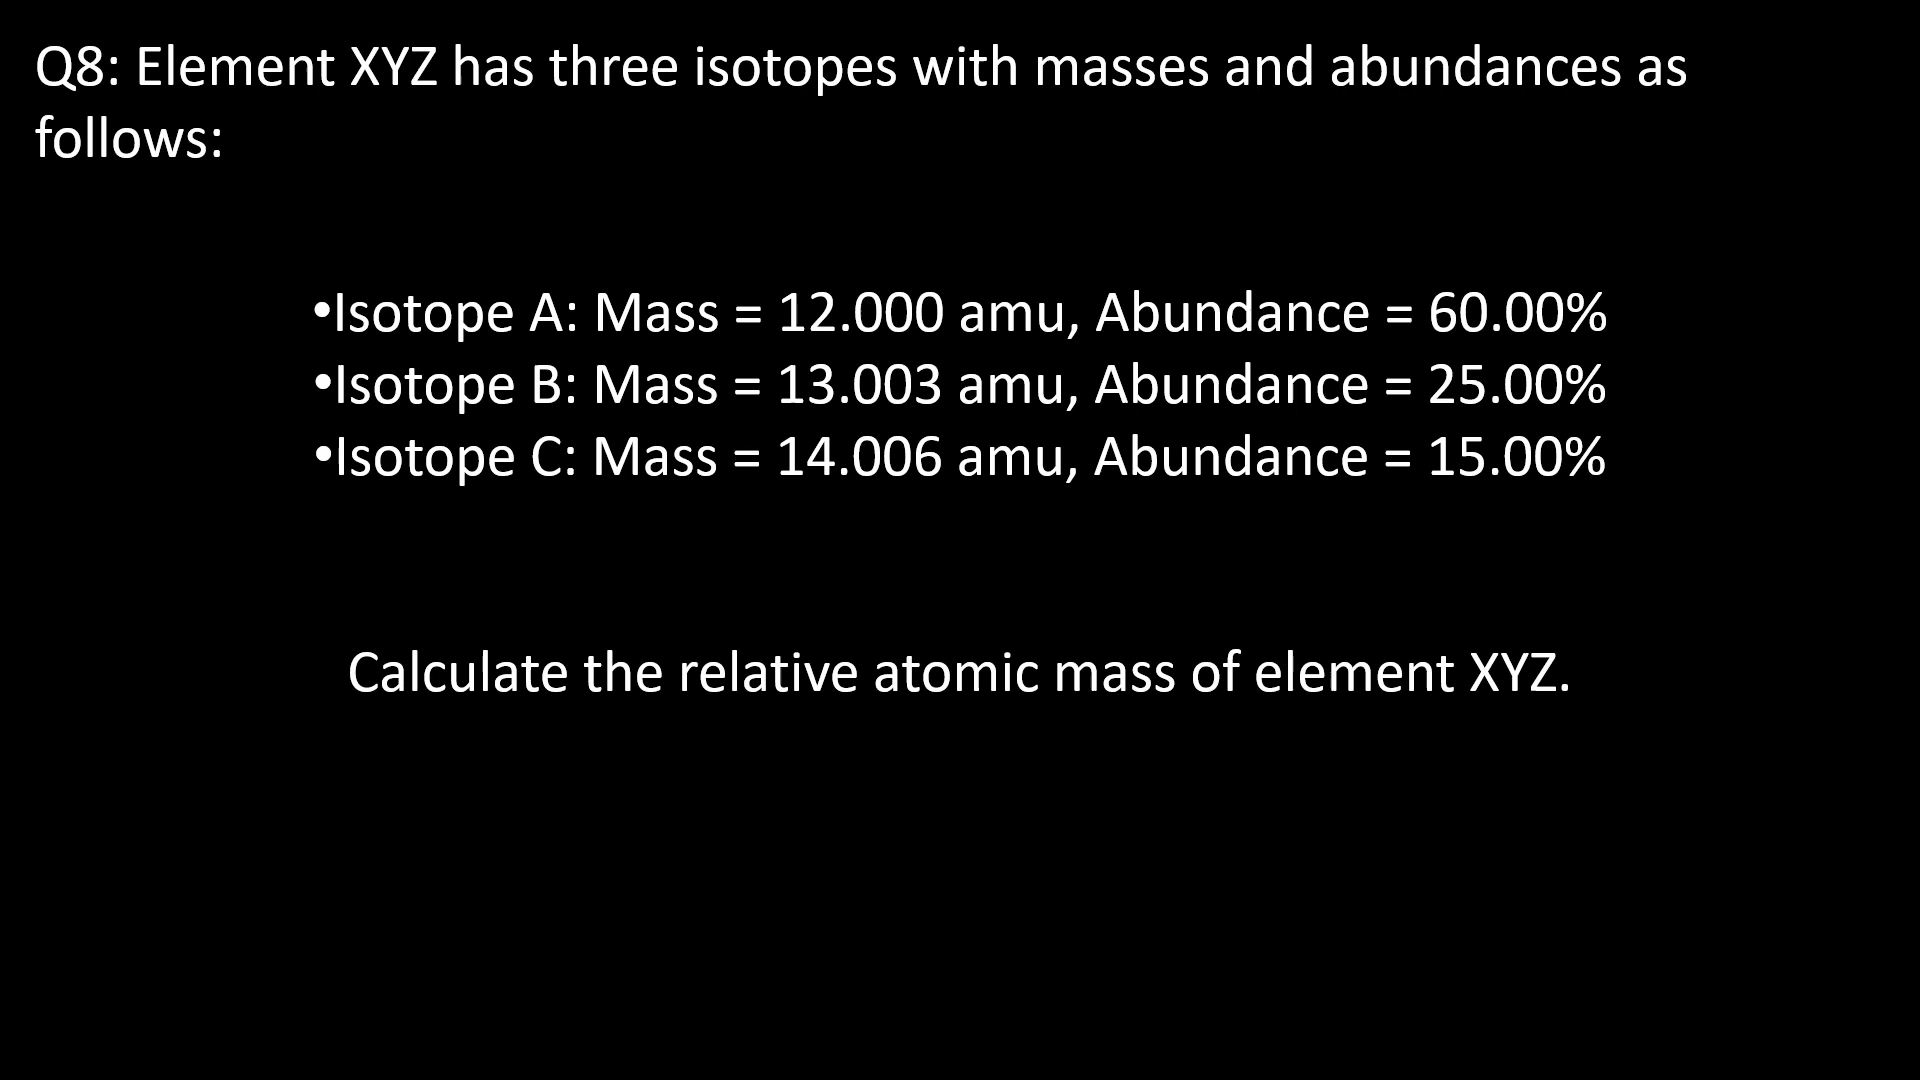 Q8: Element XYZ has three isotopes with masses and abundances as
follows:
•Isotope A: Mass = 12.000 amu, Abundance = 60.00%
•Isotope B: Mass = 13.003 amu, Abundance = 25.00%
•Isotope C: Mass = 14.006 amu, Abundance = 15.00%
Calculate the relative atomic mass of element XYZ.